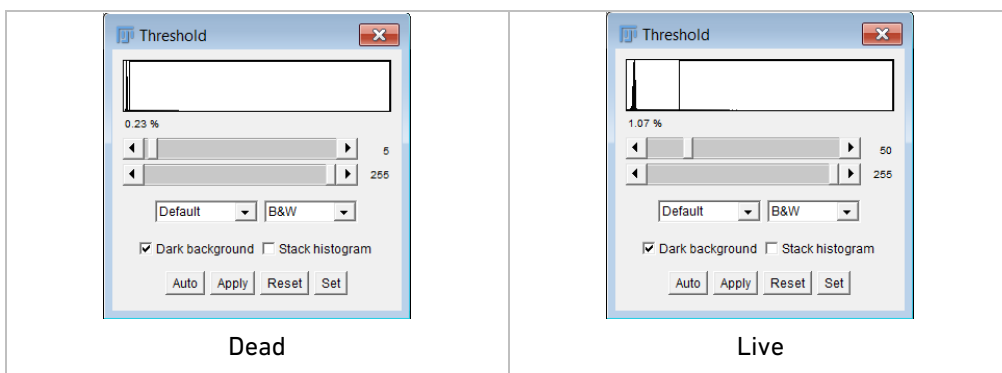 Threshold
0.23 %
5
255
Default B&W
Dark background Stack histogram
Auto Apply Reset Set
Dead
Threshold
1.07 %
50
255
Default B&W
Dark background Stack histogram
Auto Apply Reset Set
Live